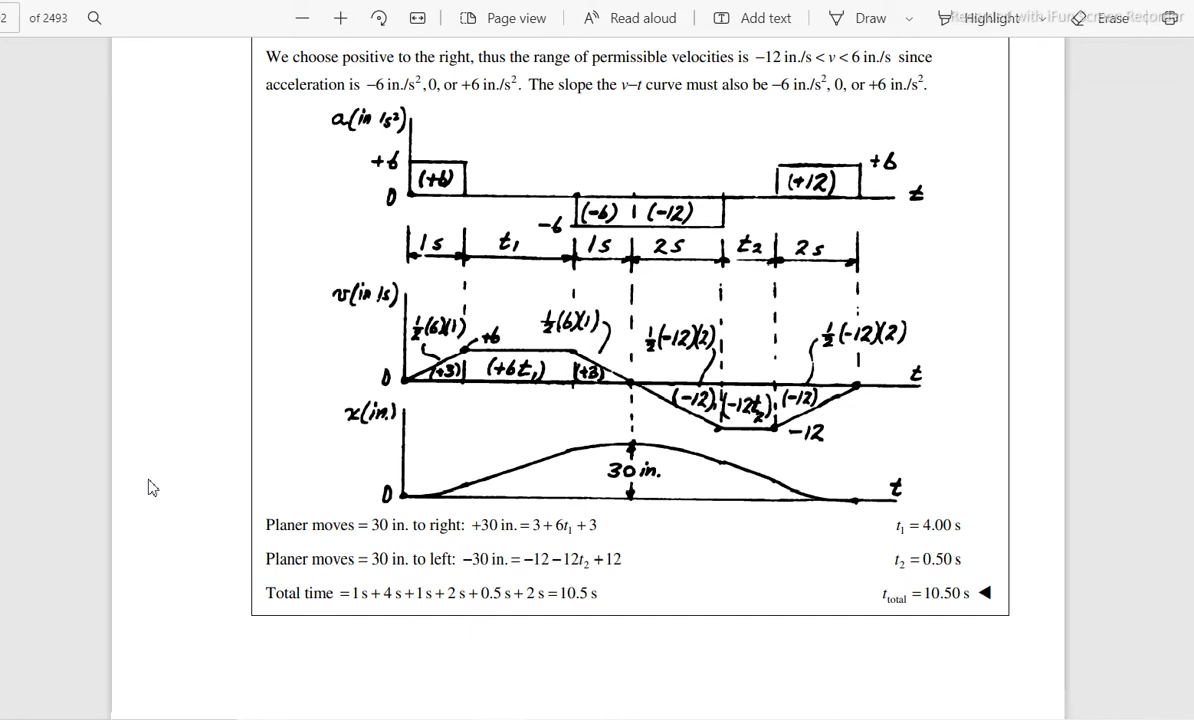 2 of 2493 Page view Read aloud Add text Draw Highlight Erase
We choose positive to the right, thus the range of permissible velocities is −12 in./s < v < 6 in./s since
acceleration is −6 in./s², 0, or +6 in./s². The slope the v–t curve must also be −6 in./s², 0, or +6 in./s².
a(in/s²)
+6 (+6) (+12) +6
0 t
−6 (−6) (−12)
1s t₁ 1s 2s t₂ 2s
v(in/s)
½(6)(1) +6 ½(6)(1) ½(−12)(2) ½(−12)(2)
0 (+3) (+6t₁) (+3) t
(−12) (−12t₂) (−12)
−12
x(in.)
30 in.
0 t
Planer moves = 30 in. to right: +30 in. = 3 + 6t₁ + 3 t₁ = 4.00 s
Planer moves = 30 in. to left: −30 in. = −12 − 12t₂ + 12 t₂ = 0.50 s
Total time = 1 s + 4 s + 1 s + 2 s + 0.5 s + 2 s = 10.5 s t_total = 10.50 s ◀